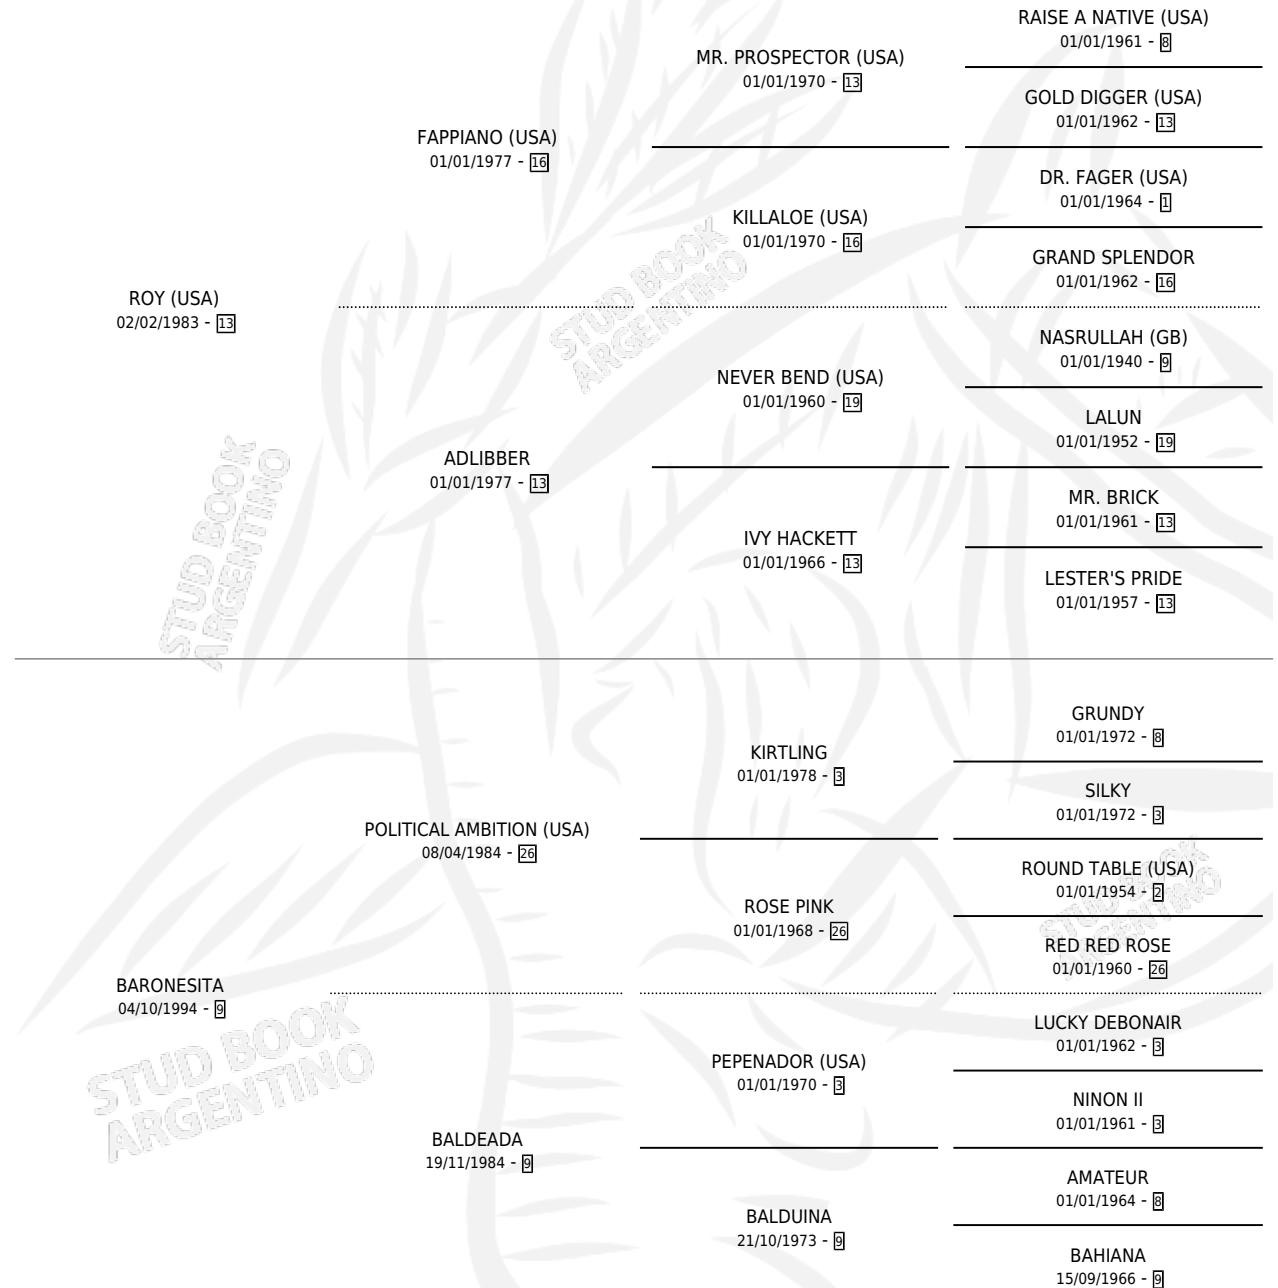 RAISE A NATIVE (USA)
01/01/1961 - 8
MR. PROSPECTOR (USA)
01/01/1970 - 13
GOLD DIGGER (USA)
01/01/1962 - 13
FAPPIANO (USA)
01/01/1977 - 16
DR. FAGER (USA)
01/01/1964 - 1
KILLALOE (USA)
01/01/1970 - 16
GRAND SPLENDOR
01/01/1962 - 16
ROY (USA)
02/02/1983 - 13
NASRULLAH (GB)
01/01/1940 - 9
NEVER BEND (USA)
01/01/1960 - 19
LALUN
01/01/1952 - 19
ADLIBBER
01/01/1977 - 13
MR. BRICK
01/01/1961 - 13
IVY HACKETT
01/01/1966 - 13
LESTER'S PRIDE
01/01/1957 - 13
GRUNDY
01/01/1972 - 8
KIRTLING
01/01/1978 - 3
SILKY
01/01/1972 - 3
POLITICAL AMBITION (USA)
08/04/1984 - 26
ROUND TABLE (USA)
01/01/1954 - 2
ROSE PINK
01/01/1968 - 26
RED RED ROSE
01/01/1960 - 26
BARONESITA
04/10/1994 - 9
LUCKY DEBONAIR
01/01/1962 - 3
PEPENADOR (USA)
01/01/1970 - 3
NINON II
01/01/1961 - 3
BALDEADA
19/11/1984 - 9
AMATEUR
01/01/1964 - 8
BALDUINA
21/10/1973 - 9
BAHIANA
15/09/1966 - 9
STUD BOOK
ARGENTINO
STUD BOOK
ARGENTINO
STUD BOOK
ARGENTINO
STUD BOOK
ARGENTINO